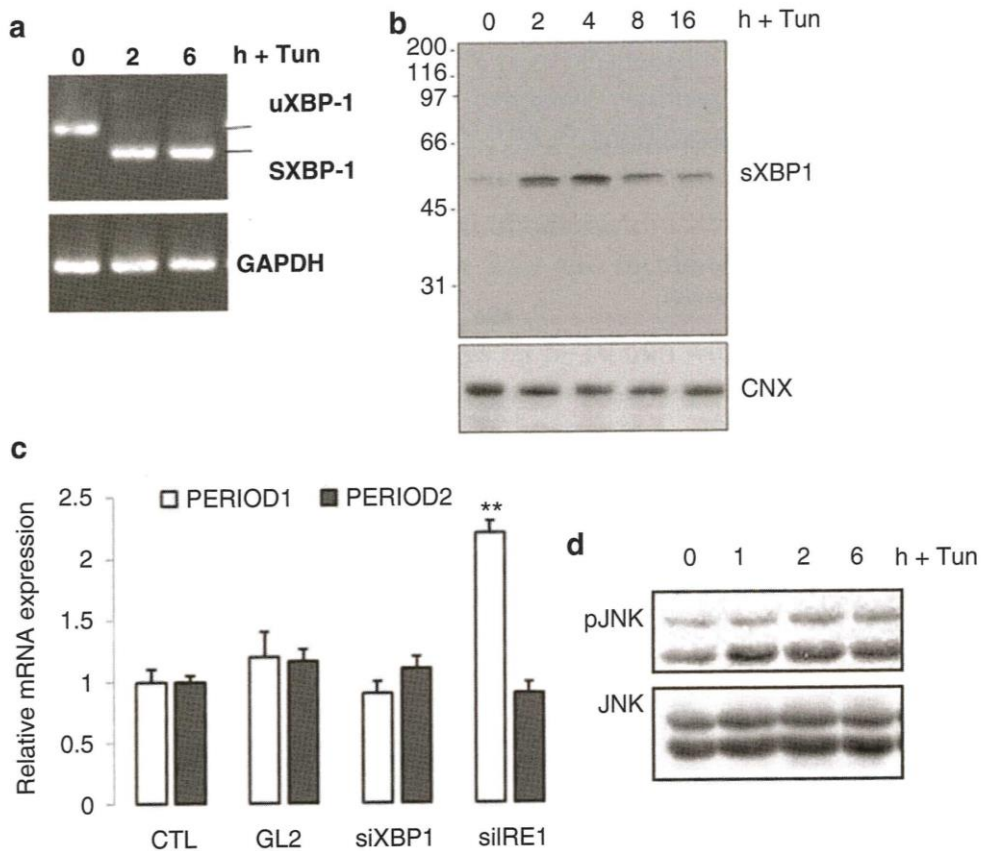 a
0 2 6 h + Tun
uXBP-1
SXBP-1
GAPDH
b
0 2 4 8 16 h + Tun
200
116
97
66
45
31
sXBP1
CNX
c
PERIOD1 PERIOD2
Relative mRNA expression
2.5
2
1.5
1
0.5
0
**
CTL GL2 siXBP1 siIRE1
d
0 1 2 6 h + Tun
pJNK
JNK